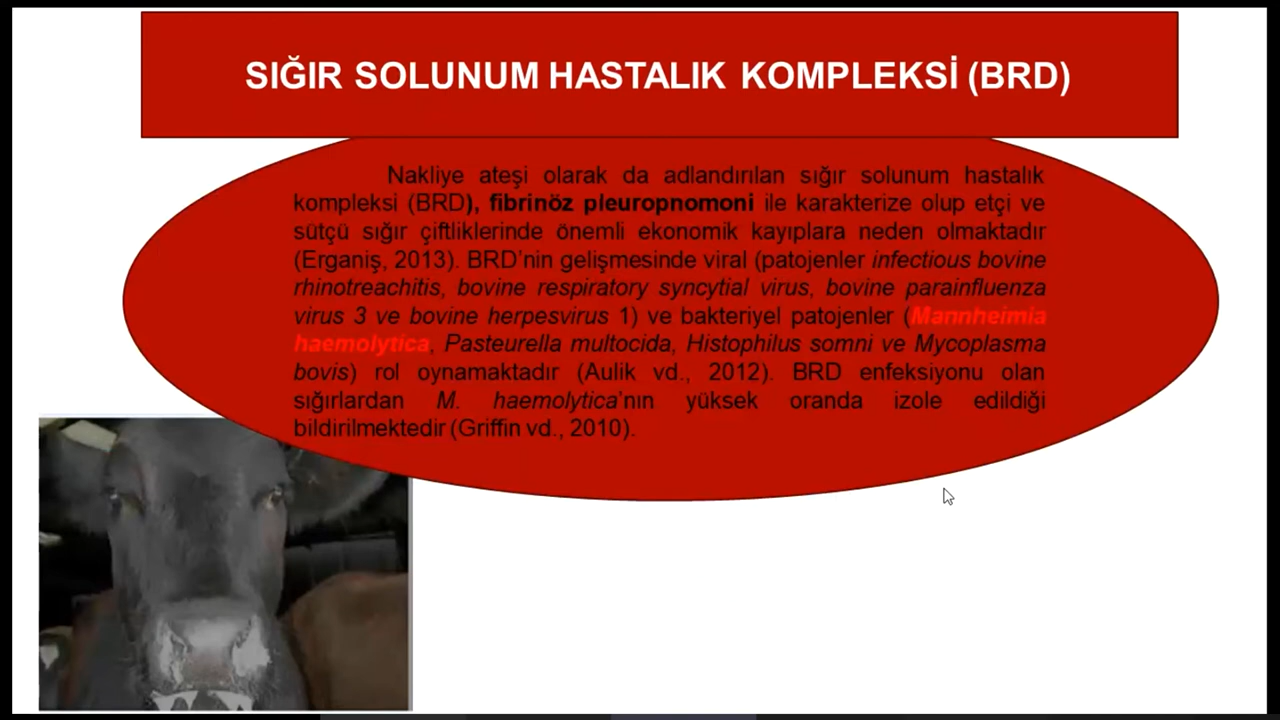 SIĞIR SOLUNUM HASTALIK KOMPLEKSİ (BRD)
Nakliye ateşi olarak da adlandırılan sığır solunum hastalık
kompleksi (BRD), fibrinöz pleuropnomoni ile karakterize olup etçi ve
sütçü sığır çiftliklerinde önemli ekonomik kayıplara neden olmaktadır
(Erganiş, 2013). BRD'nin gelişmesinde viral (patojenler infectious bovine
rhinotreachitis, bovine respiratory syncytial virus, bovine parainfluenza
virus 3 ve bovine herpesvirus 1) ve bakteriyel patojenler (Mannheimia
haemolytica, Pasteurella multocida, Histophilus somni ve Mycoplasma
bovis) rol oynamaktadır (Aulik vd., 2012). BRD enfeksiyonu olan
sığırlardan M. haemolytica'nın yüksek oranda izole edildiği
bildirilmektedir (Griffin vd., 2010).